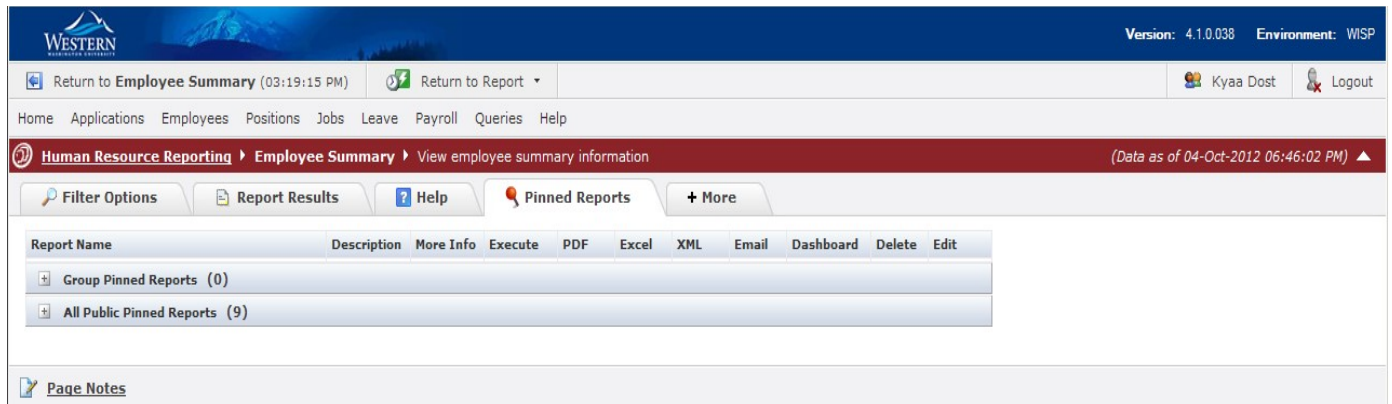 WESTERN
WASHINGTON UNIVERSITY
Version: 4.1.0.038 Environment: WISP
Return to Employee Summary (03:19:15 PM) Return to Report Kyaa Dost Logout
Home Applications Employees Positions Jobs Leave Payroll Queries Help
Human Resource Reporting Employee Summary View employee summary information (Data as of 04-Oct-2012 06:46:02 PM)
Filter Options Report Results ? Help Pinned Reports + More
Report Name Description More Info Execute PDF Excel XML Email Dashboard Delete Edit
+ Group Pinned Reports (0)
+ All Public Pinned Reports (9)
Page Notes